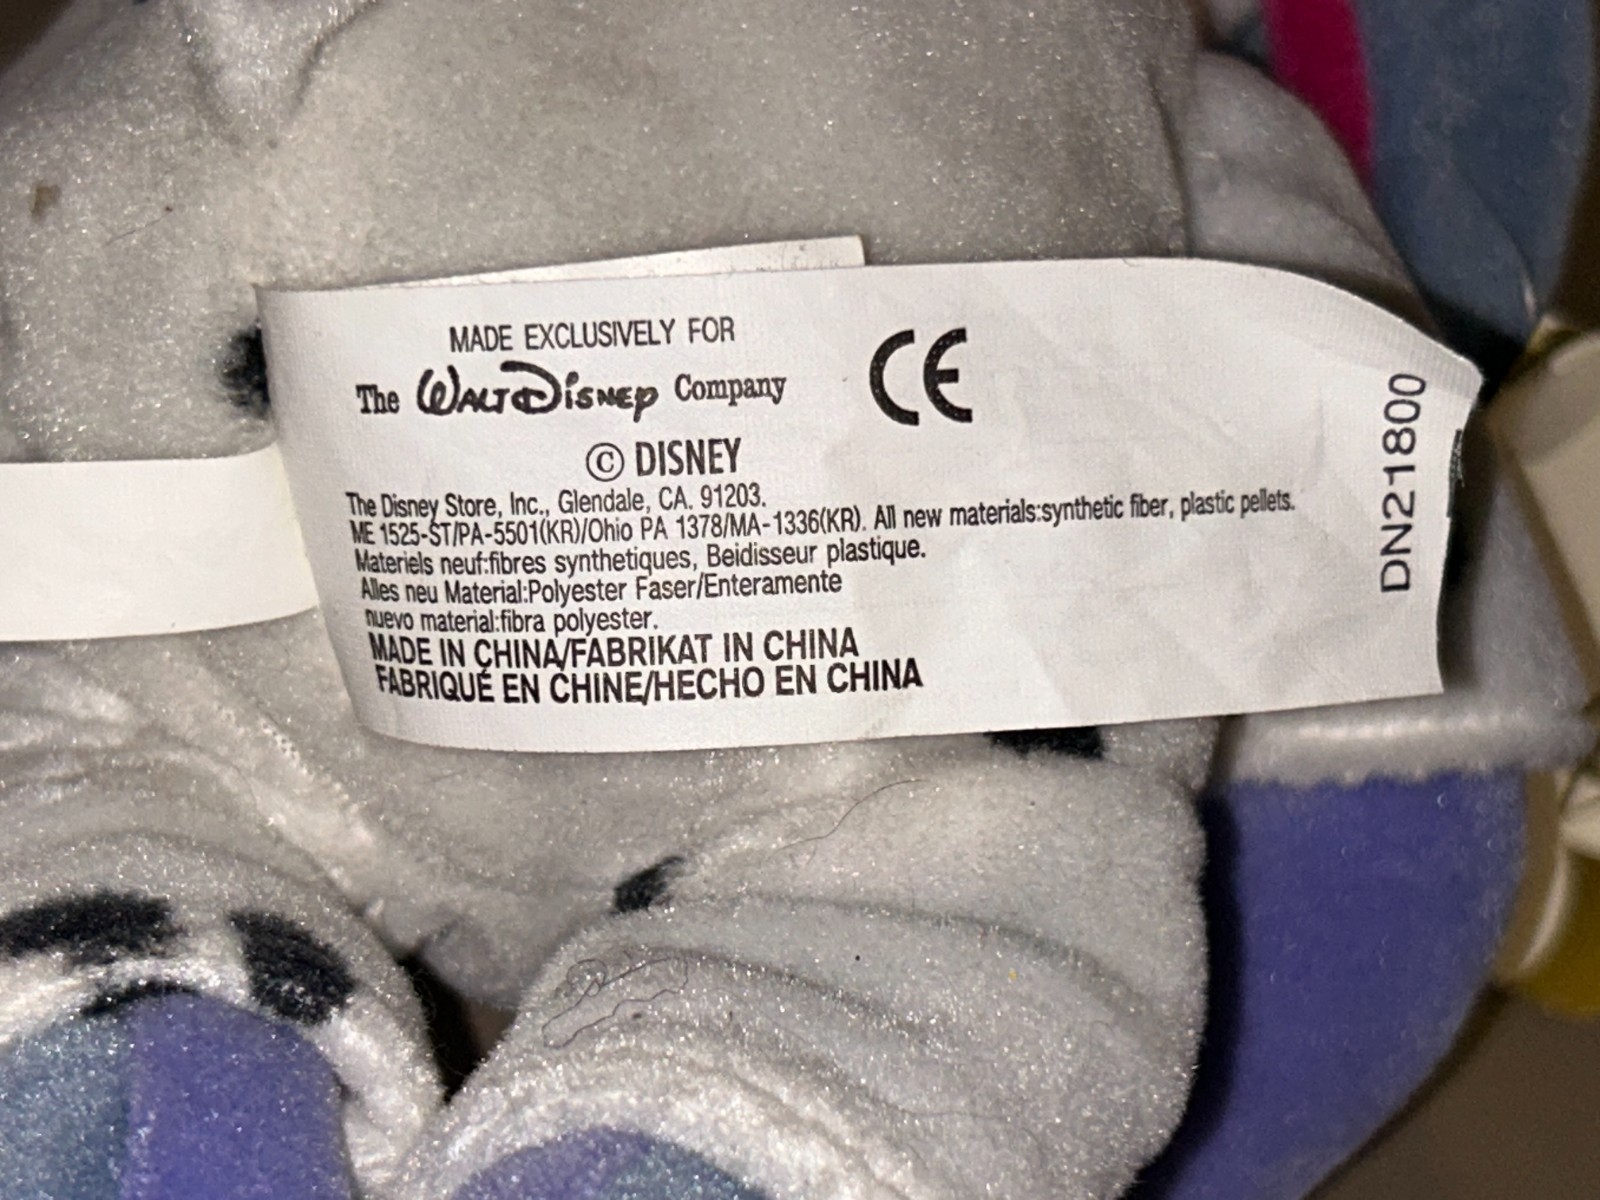 MADE EXCLUSIVELY FOR
The WALT DISNEY Company
CE
© DISNEY
The Disney Store, Inc., Glendale, CA. 91203.
ME 1525-ST/PA-5501(KR)/Ohio PA 1378/MA-1336(KR). All new materials:synthetic fiber, plastic pellets.
Materiels neuf:fibres synthetiques, Beidisseur plastique.
Alles neu Material:Polyester Faser/Enteramente
nuevo material:fibra polyester.
MADE IN CHINA/FABRIKAT IN CHINA
FABRIQUÉ EN CHINE/HECHO EN CHINA
DN21800